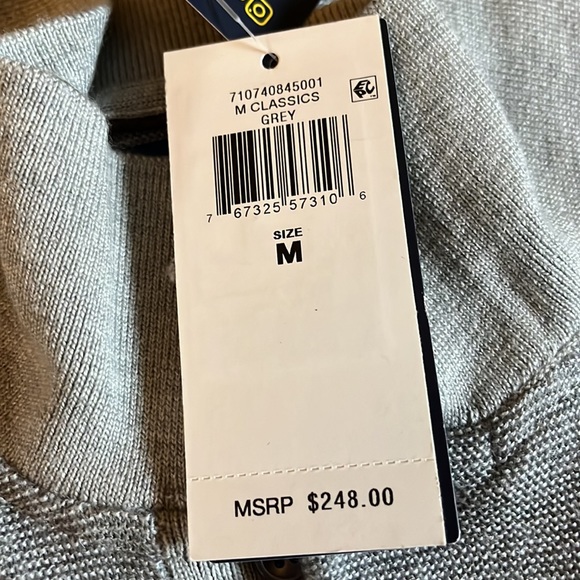 710740845001
M CLASSICS
GREY
7 67325 57310 6
SIZE
M
MSRP $248.00